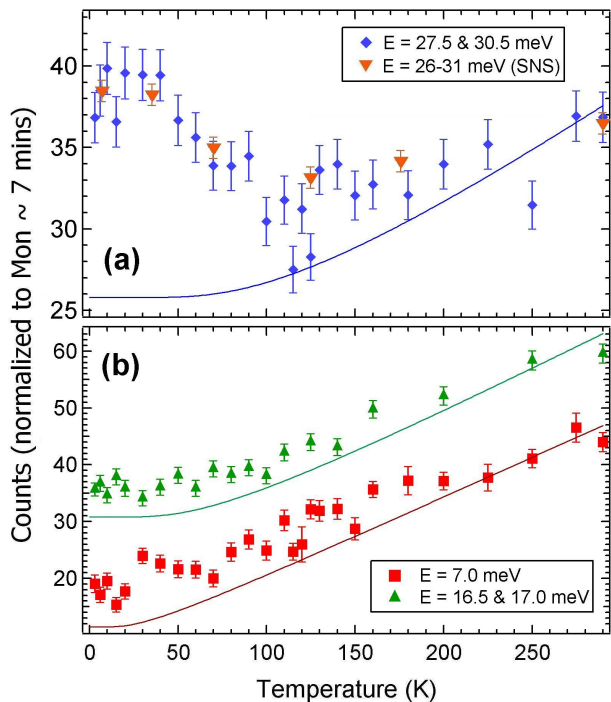 Counts (normalized to Mon ~ 7 mins)
40
35
30
25
E = 27.5 & 30.5 meV
E = 26-31 meV (SNS)
(a)
60
50
40
30
20
(b)
E = 7.0 meV
E = 16.5 & 17.0 meV
0 50 100 150 200 250
Temperature (K)